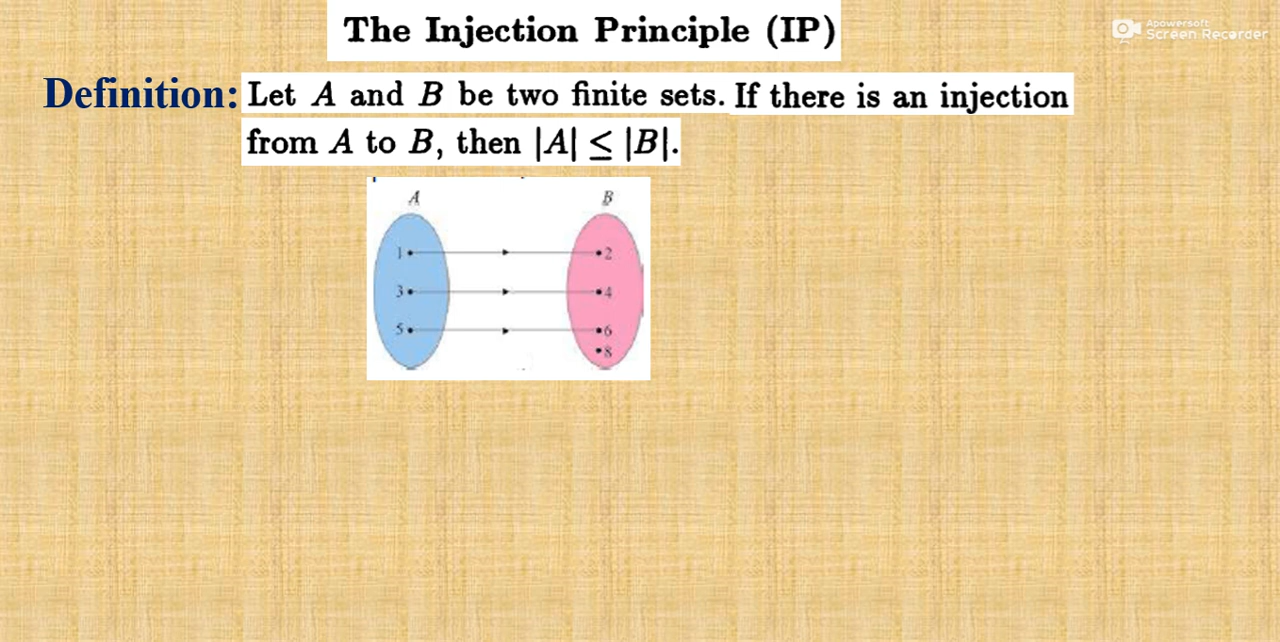 The Injection Principle (IP)
Apowersoft
Screen Recorder
Definition: Let A and B be two finite sets. If there is an injection
from A to B, then |A| ≤ |B|.
A B
1 2
3 4
5 6
8